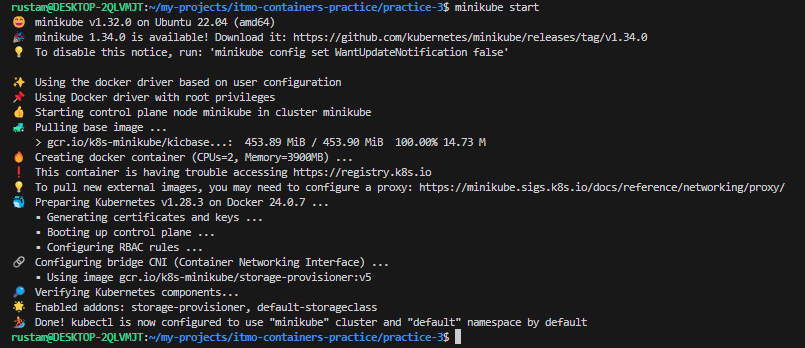 rustam@DESKTOP-2QLVMJT:~/my-projects/itmo-containers-practice/practice-3$ minikube start
😄 minikube v1.32.0 on Ubuntu 22.04 (amd64)
🎉 minikube 1.34.0 is available! Download it: https://github.com/kubernetes/minikube/releases/tag/v1.34.0
💡 To disable this notice, run: 'minikube config set WantUpdateNotification false'
✨ Using the docker driver based on user configuration
📌 Using Docker driver with root privileges
👍 Starting control plane node minikube in cluster minikube
🚜 Pulling base image ...
> gcr.io/k8s-minikube/kicbase...: 453.89 MiB / 453.90 MiB 100.00% 14.73 M
🔥 Creating docker container (CPUs=2, Memory=3900MB) ...
❗ This container is having trouble accessing https://registry.k8s.io
💡 To pull new external images, you may need to configure a proxy: https://minikube.sigs.k8s.io/docs/reference/networking/proxy/
🐳 Preparing Kubernetes v1.28.3 on Docker 24.0.7 ...
▪ Generating certificates and keys ...
▪ Booting up control plane ...
▪ Configuring RBAC rules ...
🔗 Configuring bridge CNI (Container Networking Interface) ...
▪ Using image gcr.io/k8s-minikube/storage-provisioner:v5
🔎 Verifying Kubernetes components...
🌟 Enabled addons: storage-provisioner, default-storageclass
🏄 Done! kubectl is now configured to use "minikube" cluster and "default" namespace by default
rustam@DESKTOP-2QLVMJT:~/my-projects/itmo-containers-practice/practice-3$